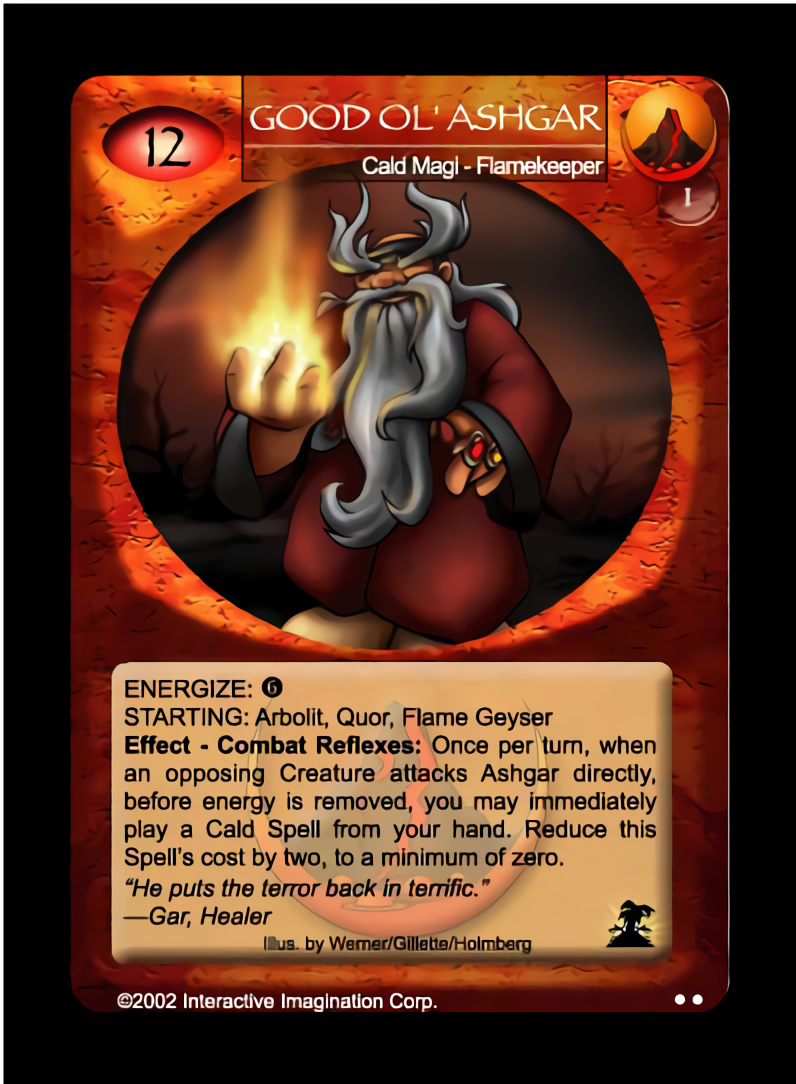 12
GOOD OL' ASHGAR
Cald Magi - Flamekeeper
1
ENERGIZE: 6
STARTING: Arbolit, Quor, Flame Geyser
Effect - Combat Reflexes: Once per turn, when
an opposing Creature attacks Ashgar directly,
before energy is removed, you may immediately
play a Cald Spell from your hand. Reduce this
Spell's cost by two, to a minimum of zero.
"He puts the terror back in terrific."
—Gar, Healer
Illus. by Werner/Gillette/Holmberg
©2002 Interactive Imagination Corp.